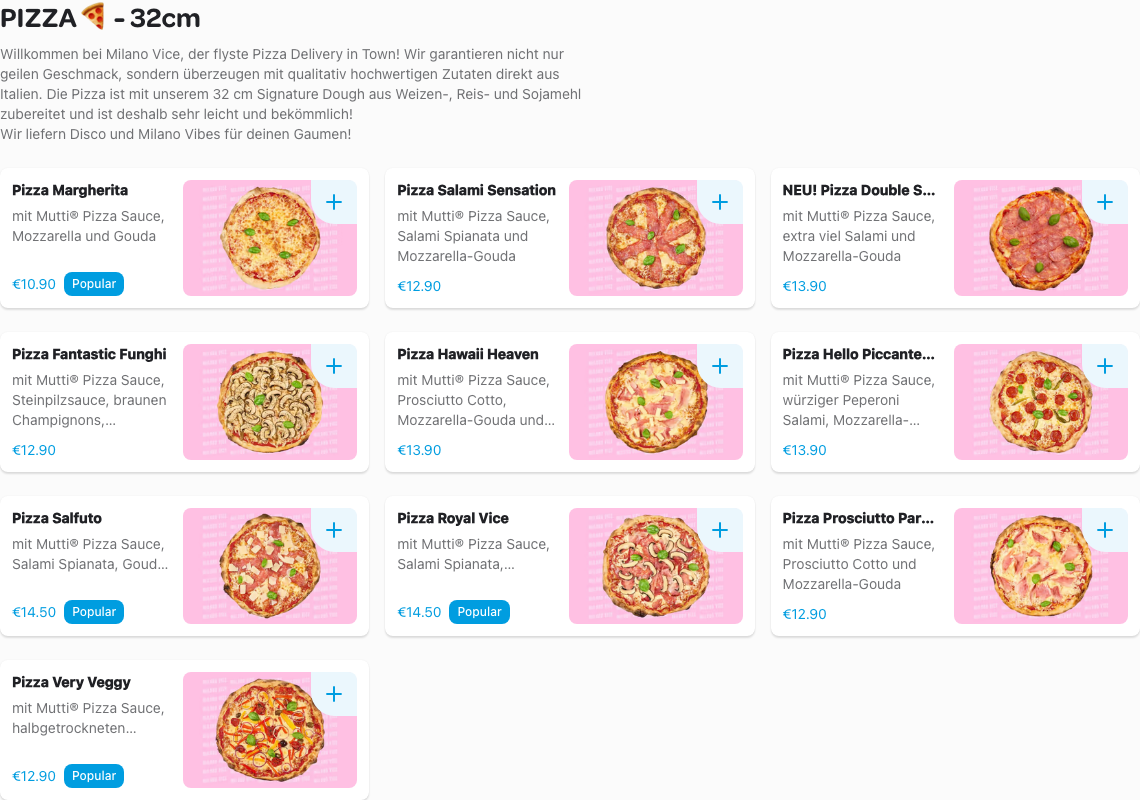 PIZZA🍕 - 32cm
Willkommen bei Milano Vice, der flyste Pizza Delivery in Town! Wir garantieren nicht nur
geilen Geschmack, sondern überzeugen mit qualitativ hochwertigen Zutaten direkt aus
Italien. Die Pizza ist mit unserem 32 cm Signature Dough aus Weizen-, Reis- und Sojamehl
zubereitet und ist deshalb sehr leicht und bekömmlich!
Wir liefern Disco und Milano Vibes für deinen Gaumen!
Pizza Margherita
mit Mutti® Pizza Sauce,
Mozzarella und Gouda
€10.90 Popular
Pizza Salami Sensation
mit Mutti® Pizza Sauce,
Salami Spianata und
Mozzarella-Gouda
€12.90
NEU! Pizza Double S...
mit Mutti® Pizza Sauce,
extra viel Salami und
Mozzarella-Gouda
€13.90
Pizza Fantastic Funghi
mit Mutti® Pizza Sauce,
Steinpilzsauce, braunen
Champignons,...
€12.90
Pizza Hawaii Heaven
mit Mutti® Pizza Sauce,
Prosciutto Cotto,
Mozzarella-Gouda und...
€13.90
Pizza Hello Piccante...
mit Mutti® Pizza Sauce,
würziger Peperoni
Salami, Mozzarella-...
€13.90
Pizza Salfuto
mit Mutti® Pizza Sauce,
Salami Spianata, Goud...
€14.50 Popular
Pizza Royal Vice
mit Mutti® Pizza Sauce,
Salami Spianata,...
€14.50 Popular
Pizza Prosciutto Par...
mit Mutti® Pizza Sauce,
Prosciutto Cotto und
Mozzarella-Gouda
€12.90
Pizza Very Veggy
mit Mutti® Pizza Sauce,
halbgetrockneten...
€12.90 Popular